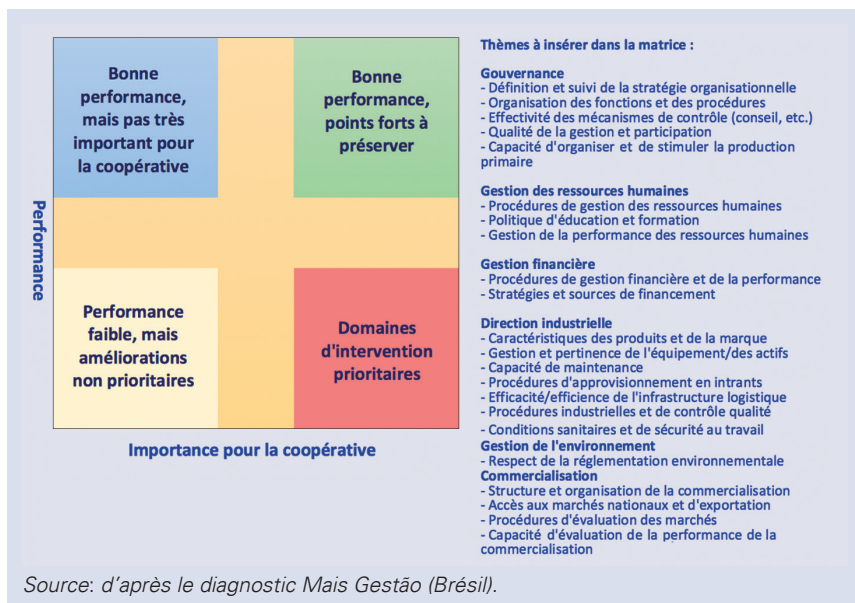 Bonne
performance,
mais pas très
important pour
la coopérative
Bonne
performance,
points forts à
préserver
Performance
Performance
faible, mais
améliorations
non prioritaires
Domaines
d'intervention
prioritaires
Importance pour la coopérative
Thèmes à insérer dans la matrice :
Gouvernance
- Définition et suivi de la stratégie organisationnelle
- Organisation des fonctions et des procédures
- Effectivité des mécanismes de contrôle (conseil, etc.)
- Qualité de la gestion et participation
- Capacité d'organiser et de stimuler la production
primaire
Gestion des ressources humaines
- Procédures de gestion des ressources humaines
- Politique d'éducation et formation
- Gestion de la performance des ressources humaines
Gestion financière
- Procédures de gestion financière et de la performance
- Stratégies et sources de financement
Direction industrielle
- Caractéristiques des produits et de la marque
- Gestion et pertinence de l'équipement/des actifs
- Capacité de maintenance
- Procédures d'approvisionnement en intrants
- Efficacité/efficience de l'infrastructure logistique
- Procédures industrielles et de contrôle qualité
- Conditions sanitaires et de sécurité au travail
Gestion de l'environnement
- Respect de la réglementation environnementale
Commercialisation
- Structure et organisation de la commercialisation
- Accès aux marchés nationaux et d'exportation
- Procédures d'évaluation des marchés
- Capacité d'évaluation de la performance de la
commercialisation
Source: d'après le diagnostic Mais Gestão (Brésil).